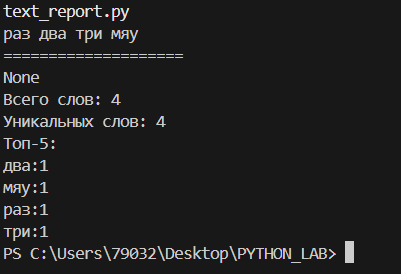 text_report.py
раз два три мяу
====================
None
Всего слов: 4
Уникальных слов: 4
Топ-5:
два:1
мяу:1
раз:1
три:1
PS C:\Users\79032\Desktop\PYTHON_LAB>